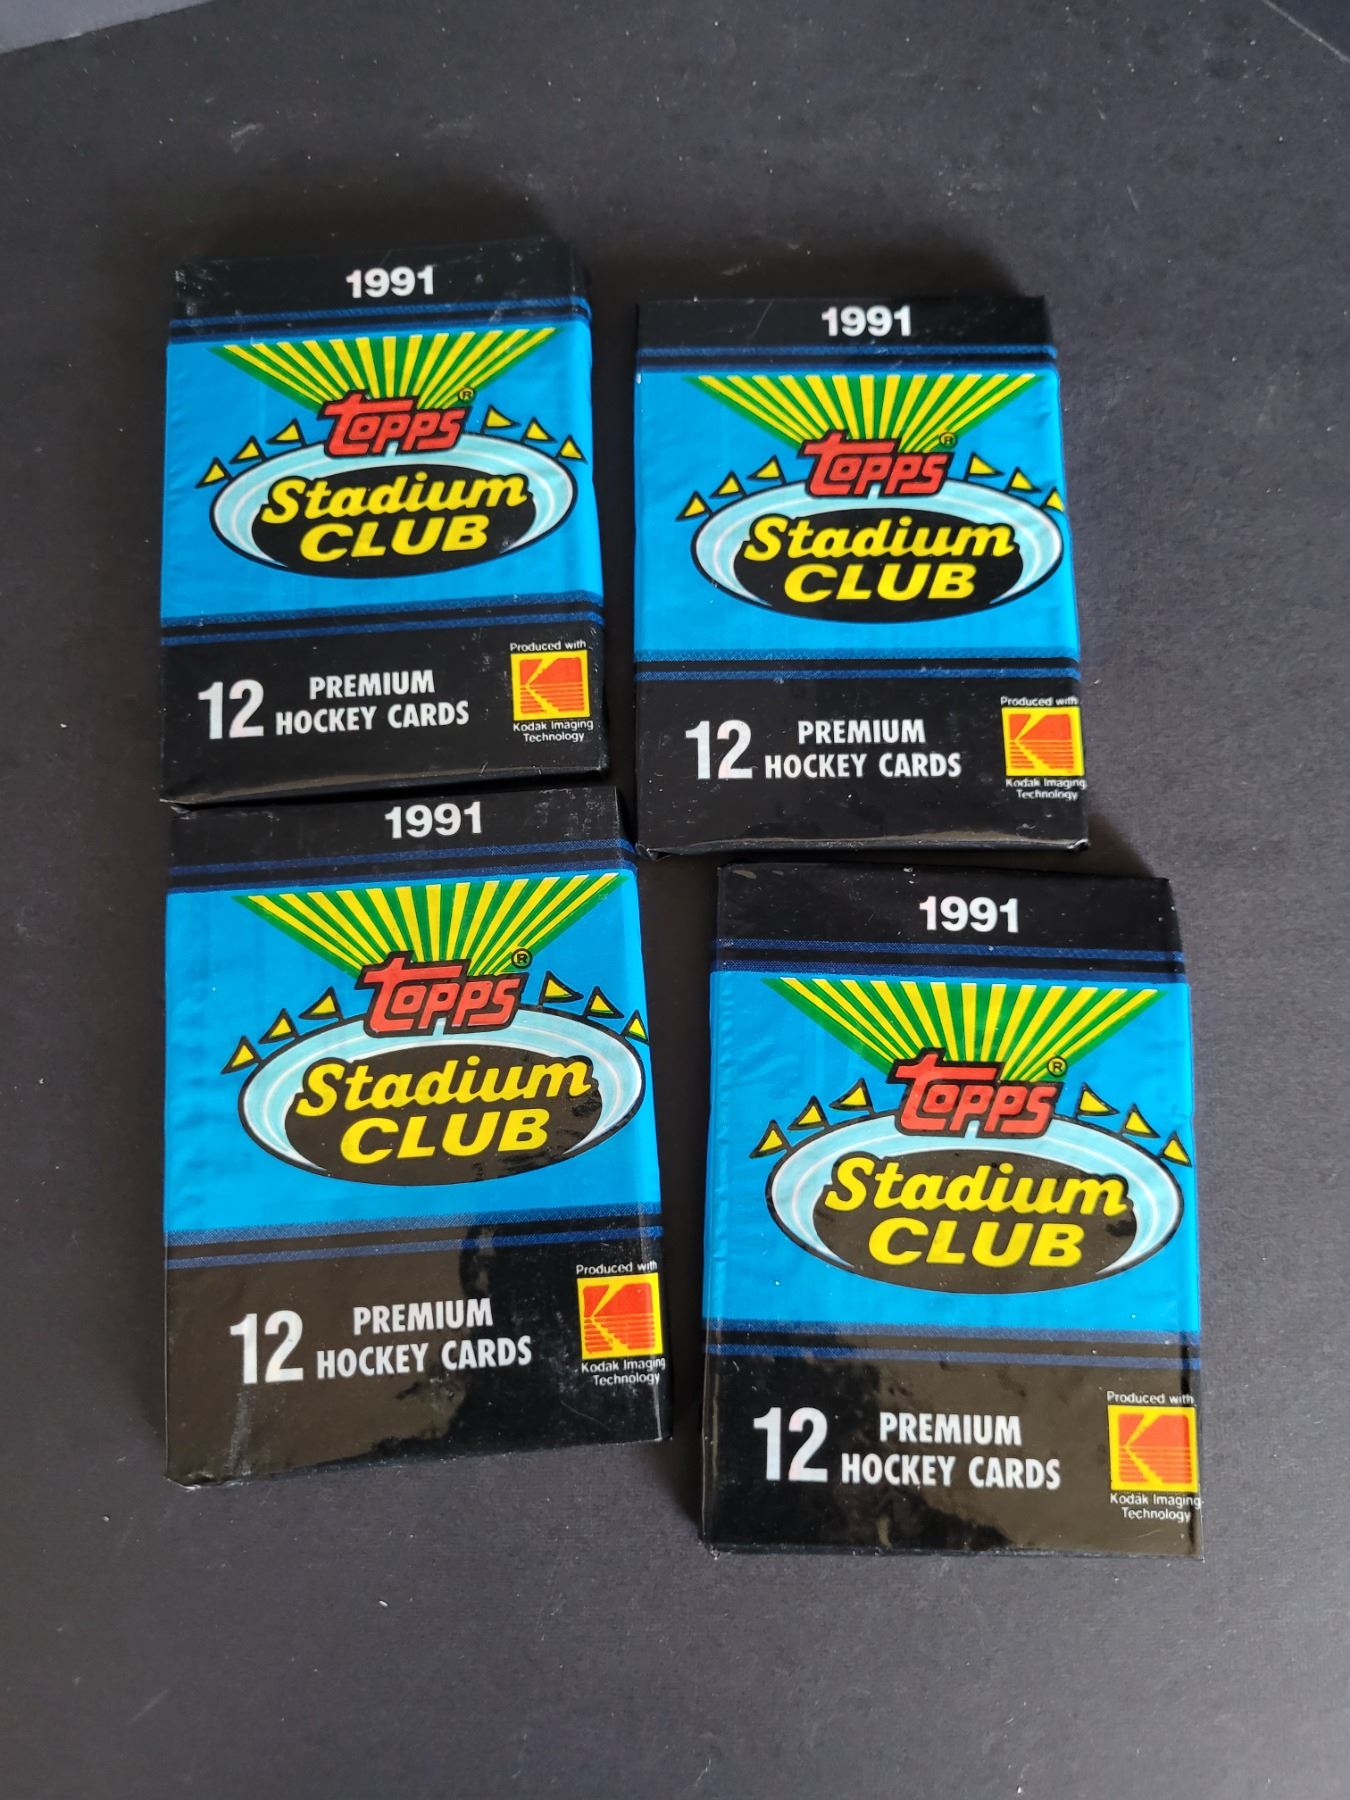 1991
TOPPS®
Stadium
CLUB
12 PREMIUM
HOCKEY CARDS
Produced with
Kodak Imaging
Technology
1991
TOPPS®
Stadium
CLUB
12 PREMIUM
HOCKEY CARDS
Produced with
Kodak Imaging
Technology
1991
TOPPS®
Stadium
CLUB
12 PREMIUM
HOCKEY CARDS
Produced with
Kodak Imaging
Technology
1991
TOPPS®
Stadium
CLUB
12 PREMIUM
HOCKEY CARDS
Produced with
Kodak Imaging
Technology